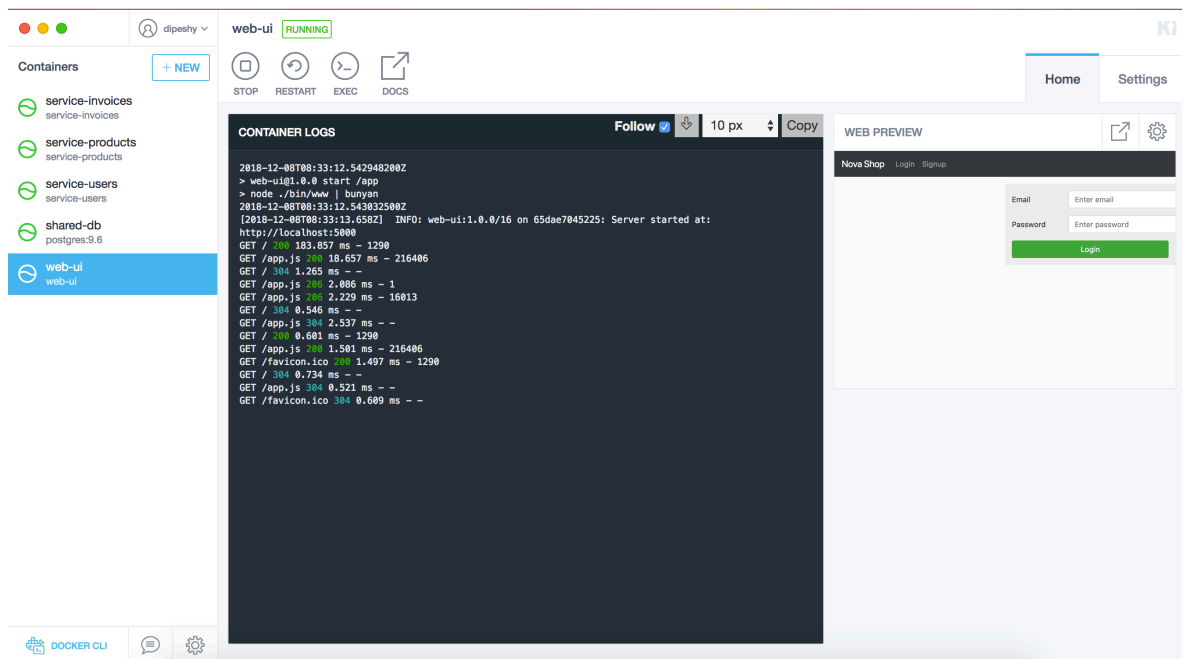 dipeshy
web-ui RUNNING
Containers
+ NEW
service-invoices
service-invoices
service-products
service-products
service-users
service-users
shared-db
postgres:9.6
web-ui
web-ui
DOCKER CLI
STOP RESTART EXEC DOCS
Home Settings
CONTAINER LOGS Follow 10 px Copy
2018-12-08T08:33:12.542948200Z
> web-ui@1.0.0 start /app
> node ./bin/www | bunyan
2018-12-08T08:33:12.543032500Z
[2018-12-08T08:33:13.658Z]  INFO: web-ui:1.0.0/16 on 65dae7045225: Server started at:
http://localhost:5000
GET / 200 183.857 ms – 1290
GET /app.js 200 18.657 ms – 216406
GET / 304 1.265 ms – –
GET /app.js 206 2.086 ms – 1
GET /app.js 206 2.229 ms – 16013
GET / 304 0.546 ms – –
GET /app.js 304 2.537 ms – –
GET / 200 0.601 ms – 1290
GET /app.js 200 1.501 ms – 216406
GET /favicon.ico 200 1.497 ms – 1290
GET / 304 0.734 ms – –
GET /app.js 304 0.521 ms – –
GET /favicon.ico 304 0.609 ms – –
WEB PREVIEW
Nova Shop Login Signup
Email Enter email
Password Enter password
Login